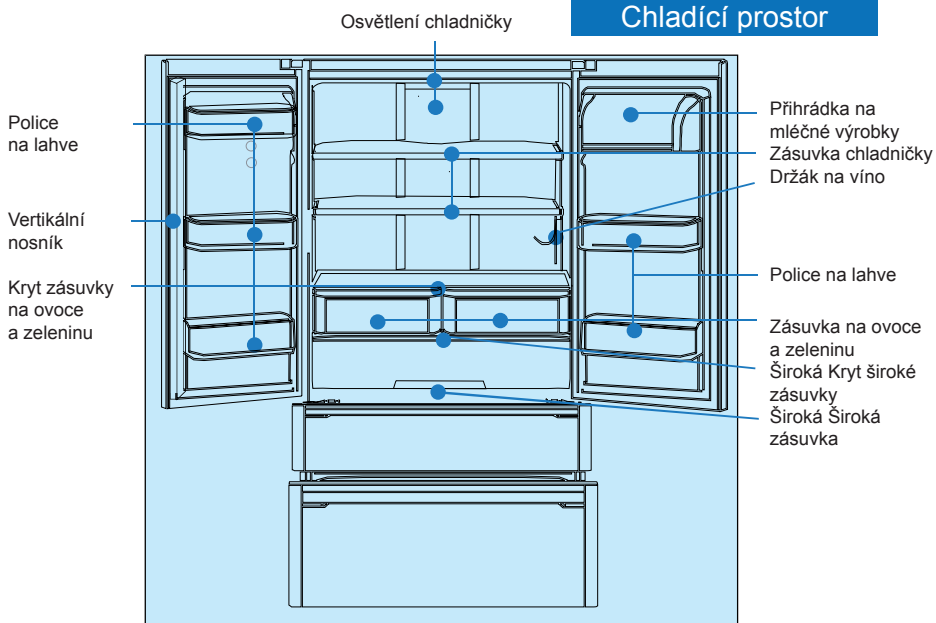 Osvětlení chladničky
Chladící prostor
Police
na lahve
Vertikální
nosník
Kryt zásuvky
na ovoce
a zeleninu
Přihrádka na
mléčné výrobky
Zásuvka chladničky
Držák na víno
Police na lahve
Zásuvka na ovoce
a zeleninu
Široká Kryt široké
zásuvky
Široká Široká
zásuvka